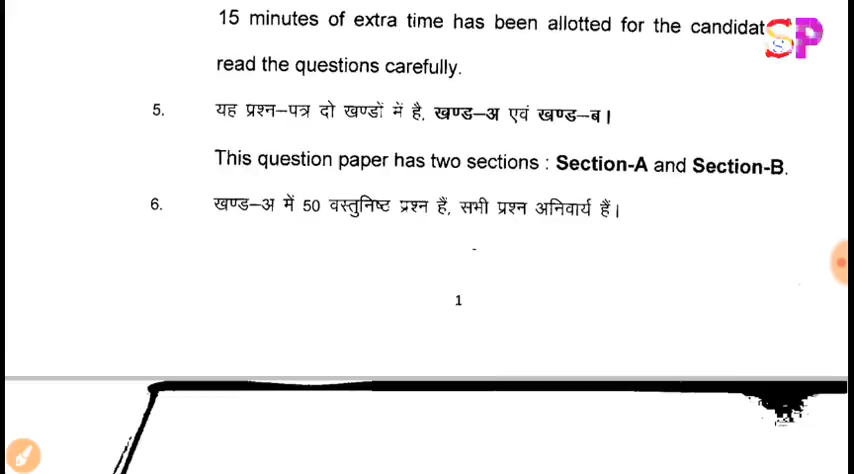 15 minutes of extra time has been allotted for the candidat
SP
read the questions carefully.
5. यह प्रश्न–पत्र दो खण्डों में है, खण्ड–अ एवं खण्ड–ब।
This question paper has two sections : Section-A and Section-B.
6. खण्ड–अ में 50 वस्तुनिष्ट प्रश्न हैं, सभी प्रश्न अनिवार्य हैं।
1